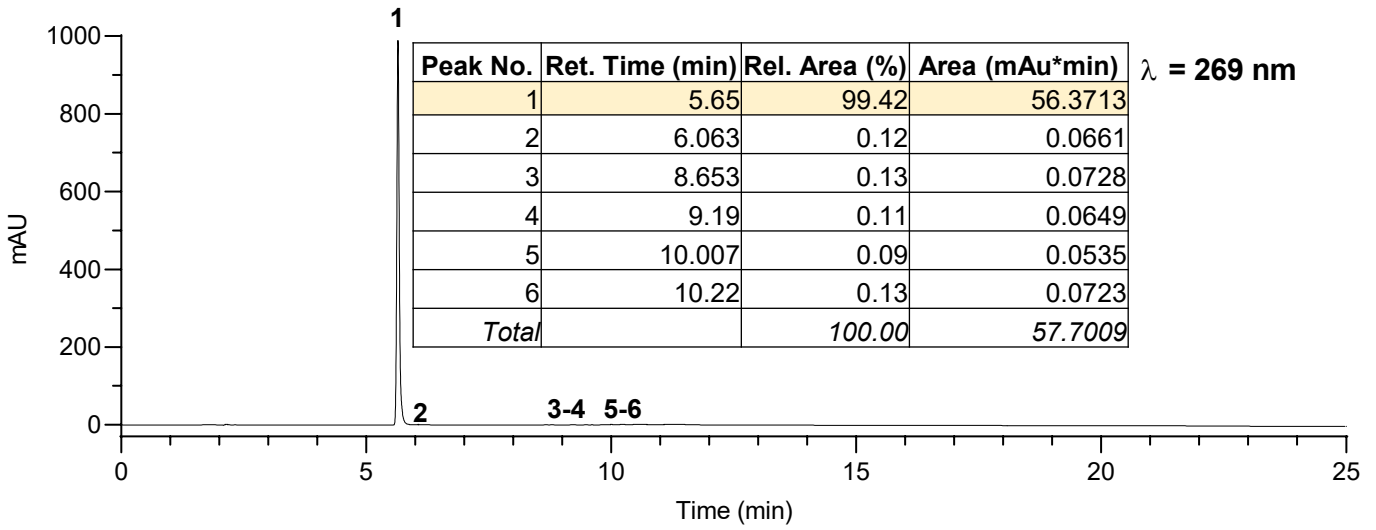 1
1000
800
600
400
200
0
mAU
Peak No. Ret. Time (min) Rel. Area (%) Area (mAu*min)
1 5.65 99.42 56.3713
2 6.063 0.12 0.0661
3 8.653 0.13 0.0728
4 9.19 0.11 0.0649
5 10.007 0.09 0.0535
6 10.22 0.13 0.0723
Total 100.00 57.7009
λ = 269 nm
2 3-4 5-6
0 5 10 15 20 25
Time (min)